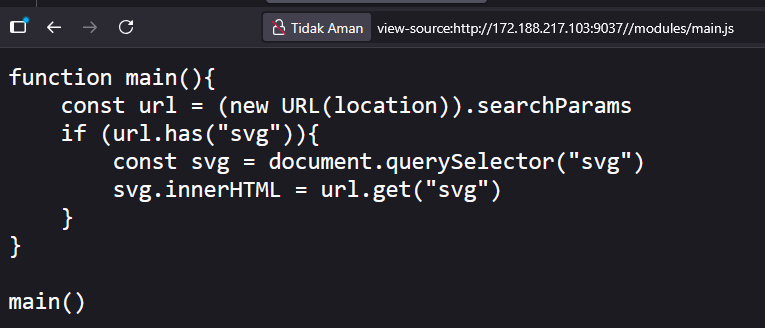 Tidak Aman view-source:http://172.188.217.103:9037//modules/main.js
function main(){
    const url = (new URL(location)).searchParams
    if (url.has("svg")){
        const svg = document.querySelector("svg")
        svg.innerHTML = url.get("svg")
    }
}

main()